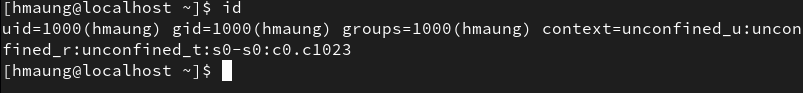 [hmaung@localhost ~]$ id
uid=1000(hmaung) gid=1000(hmaung) groups=1000(hmaung) context=unconfined_u:uncon
fined_r:unconfined_t:s0-s0:c0.c1023
[hmaung@localhost ~]$